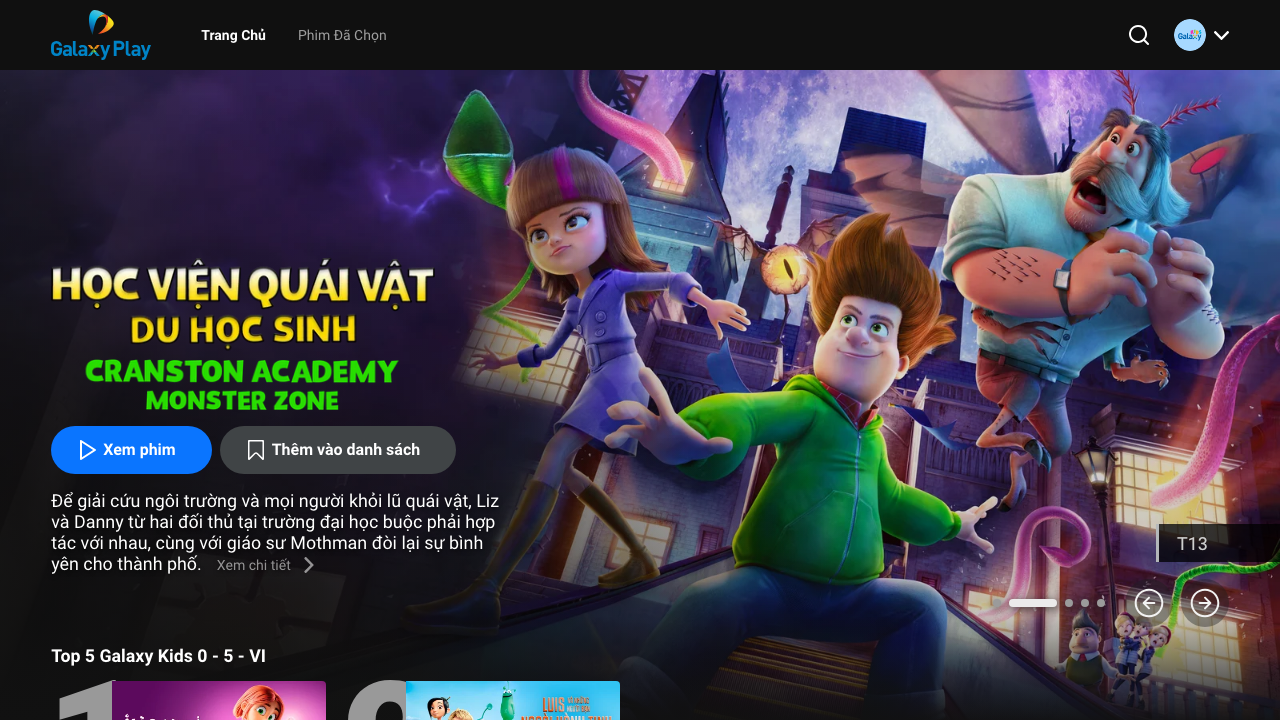 Galaxy Play
Trang Chủ
Phim Đã Chọn
HỌC VIỆN QUÁI VẬT
DU HỌC SINH
CRANSTON ACADEMY
MONSTER ZONE
Xem phim
Thêm vào danh sách
Để giải cứu ngôi trường và mọi người khỏi lũ quái vật, Liz
và Danny từ hai đối thủ tại trường đại học buộc phải hợp
tác với nhau, cùng với giáo sư Mothman đòi lại sự bình
yên cho thành phố. Xem chi tiết
T13
Top 5 Galaxy Kids 0 - 5 - VI
LUIS